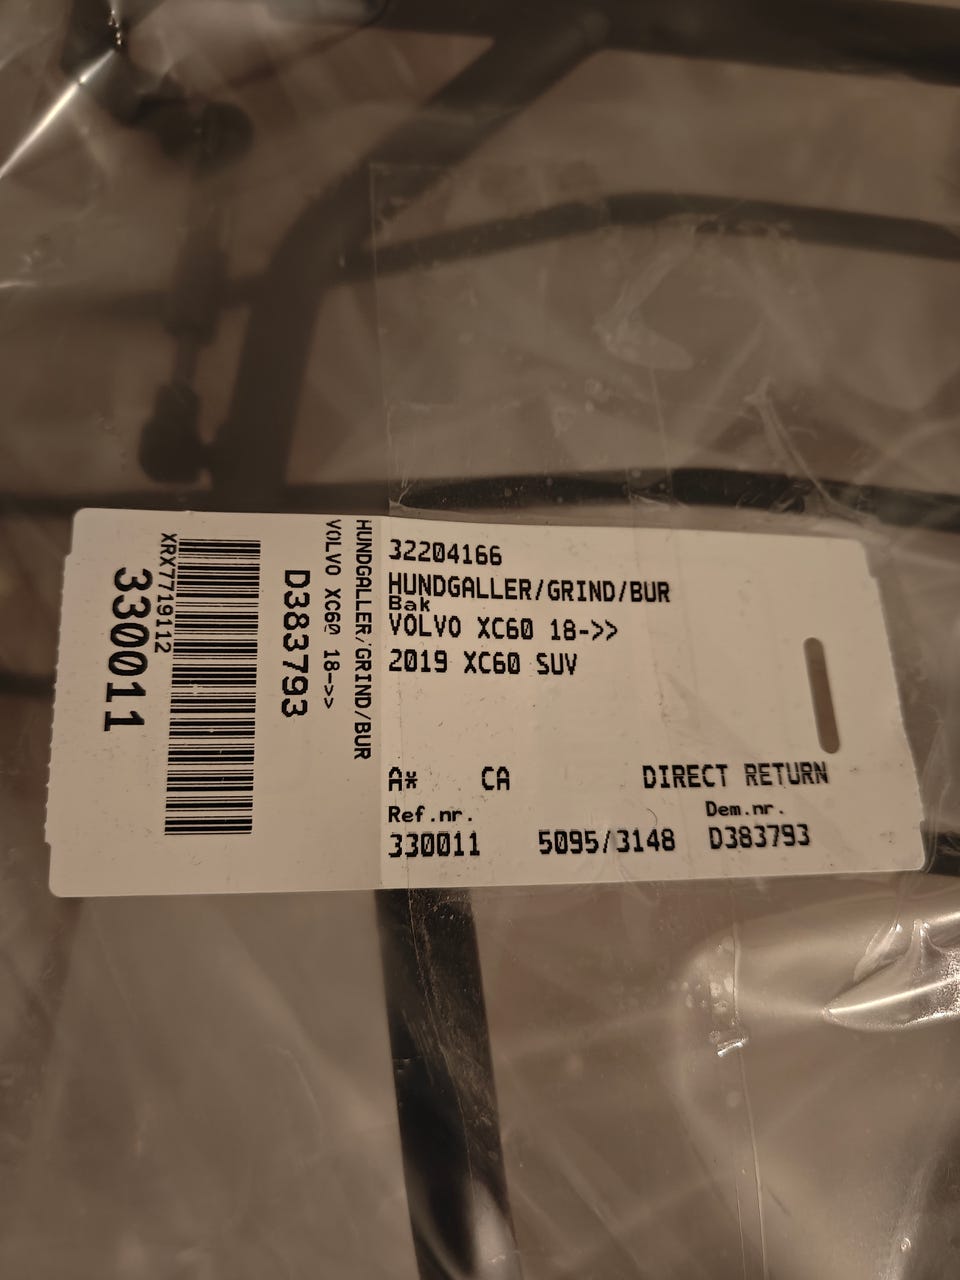 32204166
HUNDGALLER/GRIND/BUR
Bak
VOLVO XC60 18->>
2019 XC60 SUV
A* CA DIRECT RETURN
Ref.nr. Dem.nr.
330011 5095/3148 D383793
HUNDGALLER/GRIND/BUR
VOLVO XC60 18->>
D383793
XRX7719112
330011